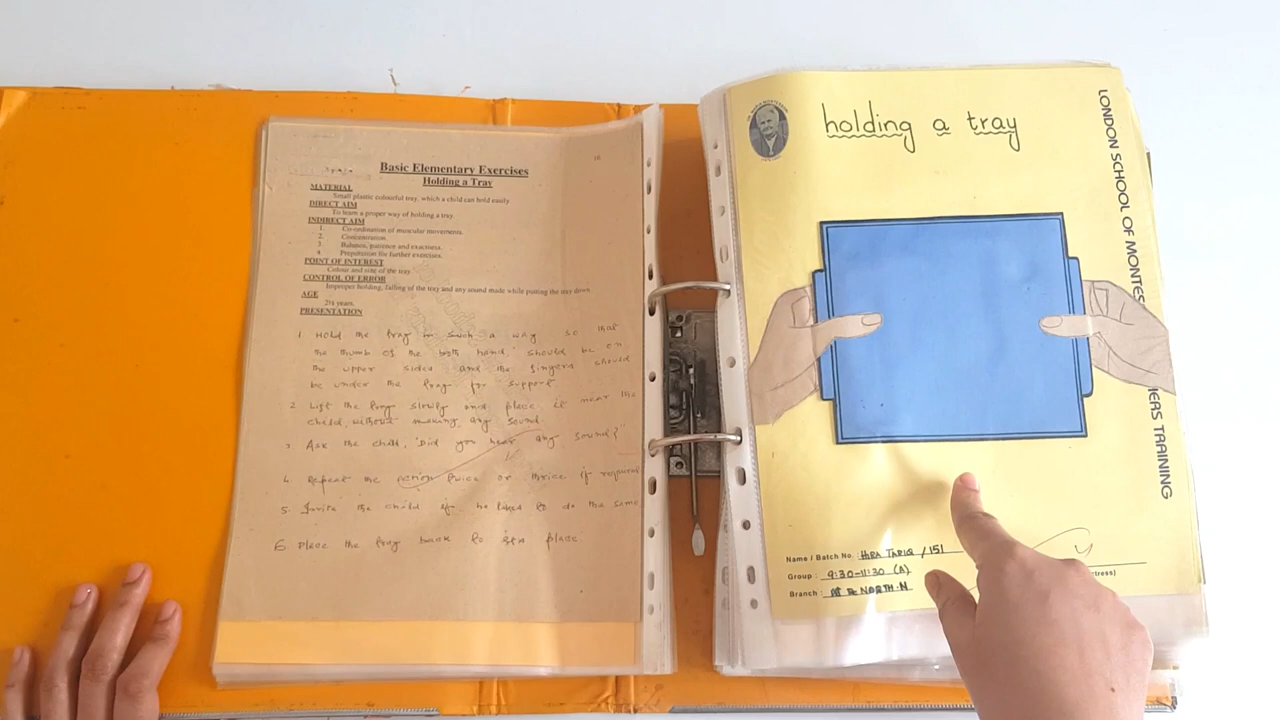 16
Basic Elementary Exercises
Holding a Tray
MATERIAL
Small plastic colourful tray, which a child can hold easily.
DIRECT AIM
To learn a proper way of holding a tray.
INDIRECT AIM
1. Co-ordination of muscular movements.
2. Concentration.
3. Balance, patience and exactness.
4. Preparation for further exercises.
POINT OF INTEREST
Colour and size of the tray
CONTROL OF ERROR
Improper holding, falling of the tray and any sound made while putting the tray down.
AGE
2½ years.
PRESENTATION
1. Hold the tray in such a way so that
the thumb of the both hand should be on
the upper sides and the fingers should
be under the tray for support
2. Lift the tray slowly and place it near the
child, without making any sound.
3. Ask the child, "Did you hear any sound?"
4. Repeat the action twice or thrice if required
5. Invite the child if he likes to do the same
6. Place the tray back to its place.
holding a tray
LONDON SCHOOL OF MONTES
ERS TRAINING
Name / Batch No. HIRA TARIQ / 151
Group : 9:30-11:30 (A)
Branch : NORTH.N
ctress)